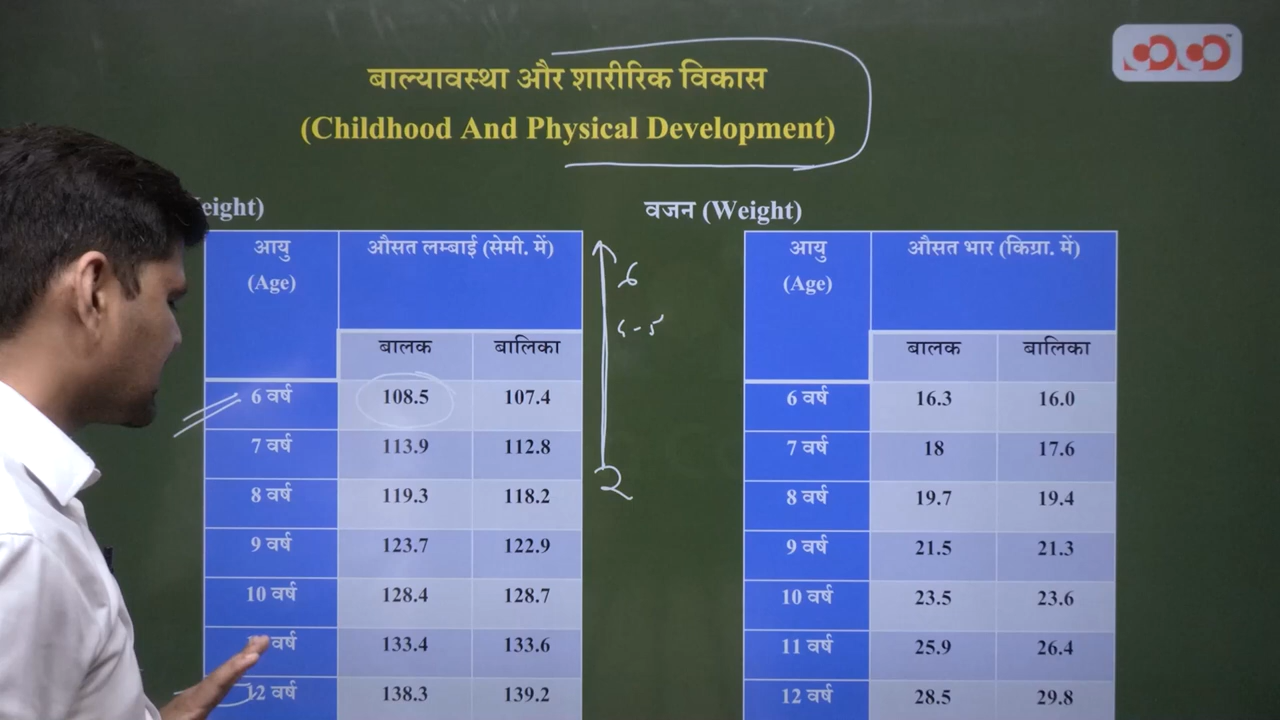 बाल्यावस्था और शारीरिक विकास
(Childhood And Physical Development)
eight)
वजन (Weight)
आयु
(Age)
औसत लम्बाई (सेमी. में)
बालक बालिका
6 वर्ष 108.5 107.4
7 वर्ष 113.9 112.8
8 वर्ष 119.3 118.2
9 वर्ष 123.7 122.9
10 वर्ष 128.4 128.7
वर्ष 133.4 133.6
12 वर्ष 138.3 139.2
6
2
आयु
(Age)
औसत भार (किग्रा. में)
बालक बालिका
6 वर्ष 16.3 16.0
7 वर्ष 18 17.6
8 वर्ष 19.7 19.4
9 वर्ष 21.5 21.3
10 वर्ष 23.5 23.6
11 वर्ष 25.9 26.4
12 वर्ष 28.5 29.8